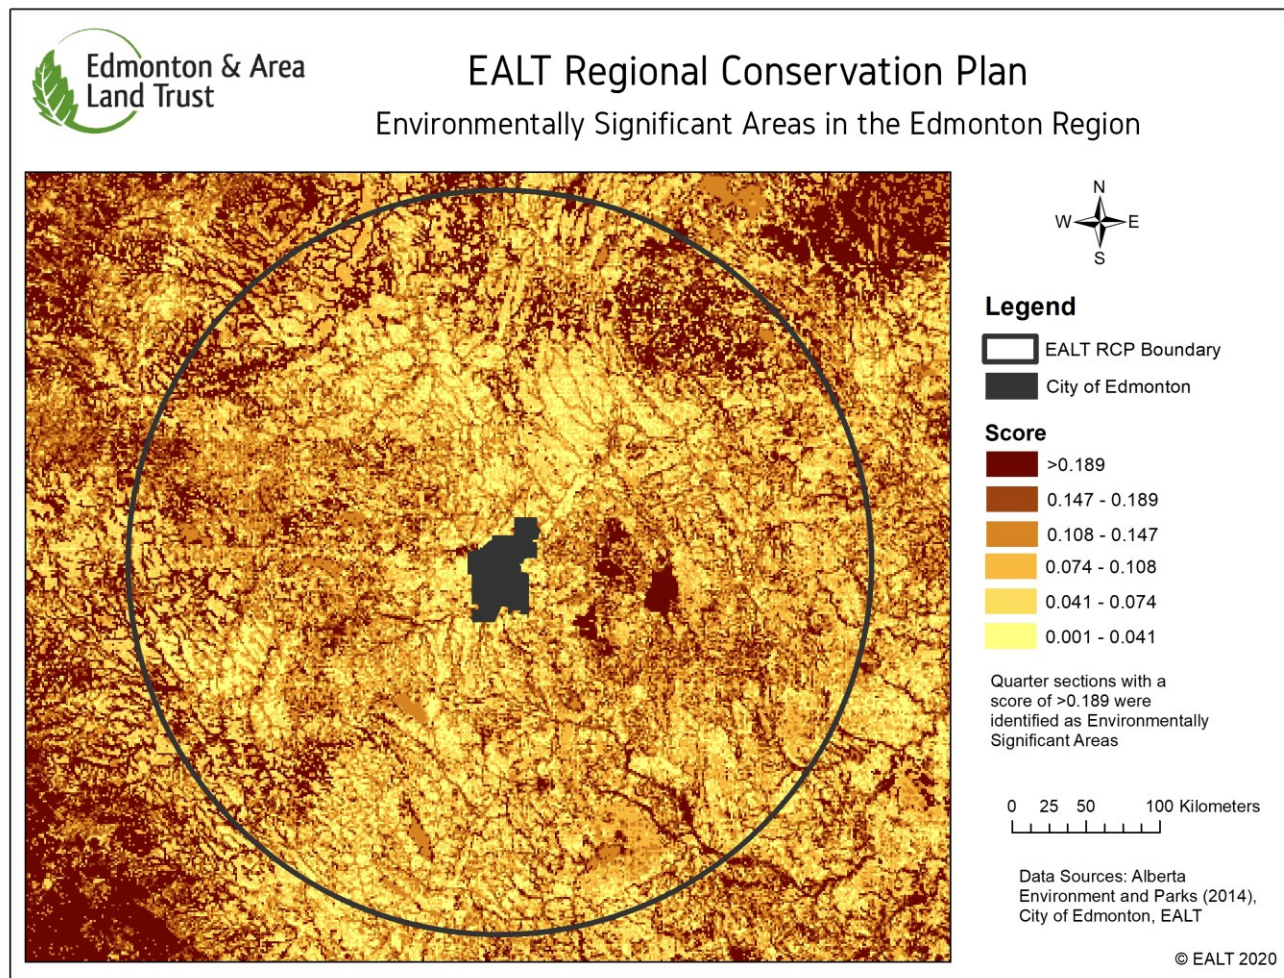 Edmonton & Area
Land Trust
EALT Regional Conservation Plan
Environmentally Significant Areas in the Edmonton Region
N
W E
S
Legend
EALT RCP Boundary
City of Edmonton
Score
>0.189
0.147 - 0.189
0.108 - 0.147
0.074 - 0.108
0.041 - 0.074
0.001 - 0.041
Quarter sections with a
score of >0.189 were
identified as Environmentally
Significant Areas
0 25 50 100 Kilometers
Data Sources: Alberta
Environment and Parks (2014),
City of Edmonton, EALT
© EALT 2020